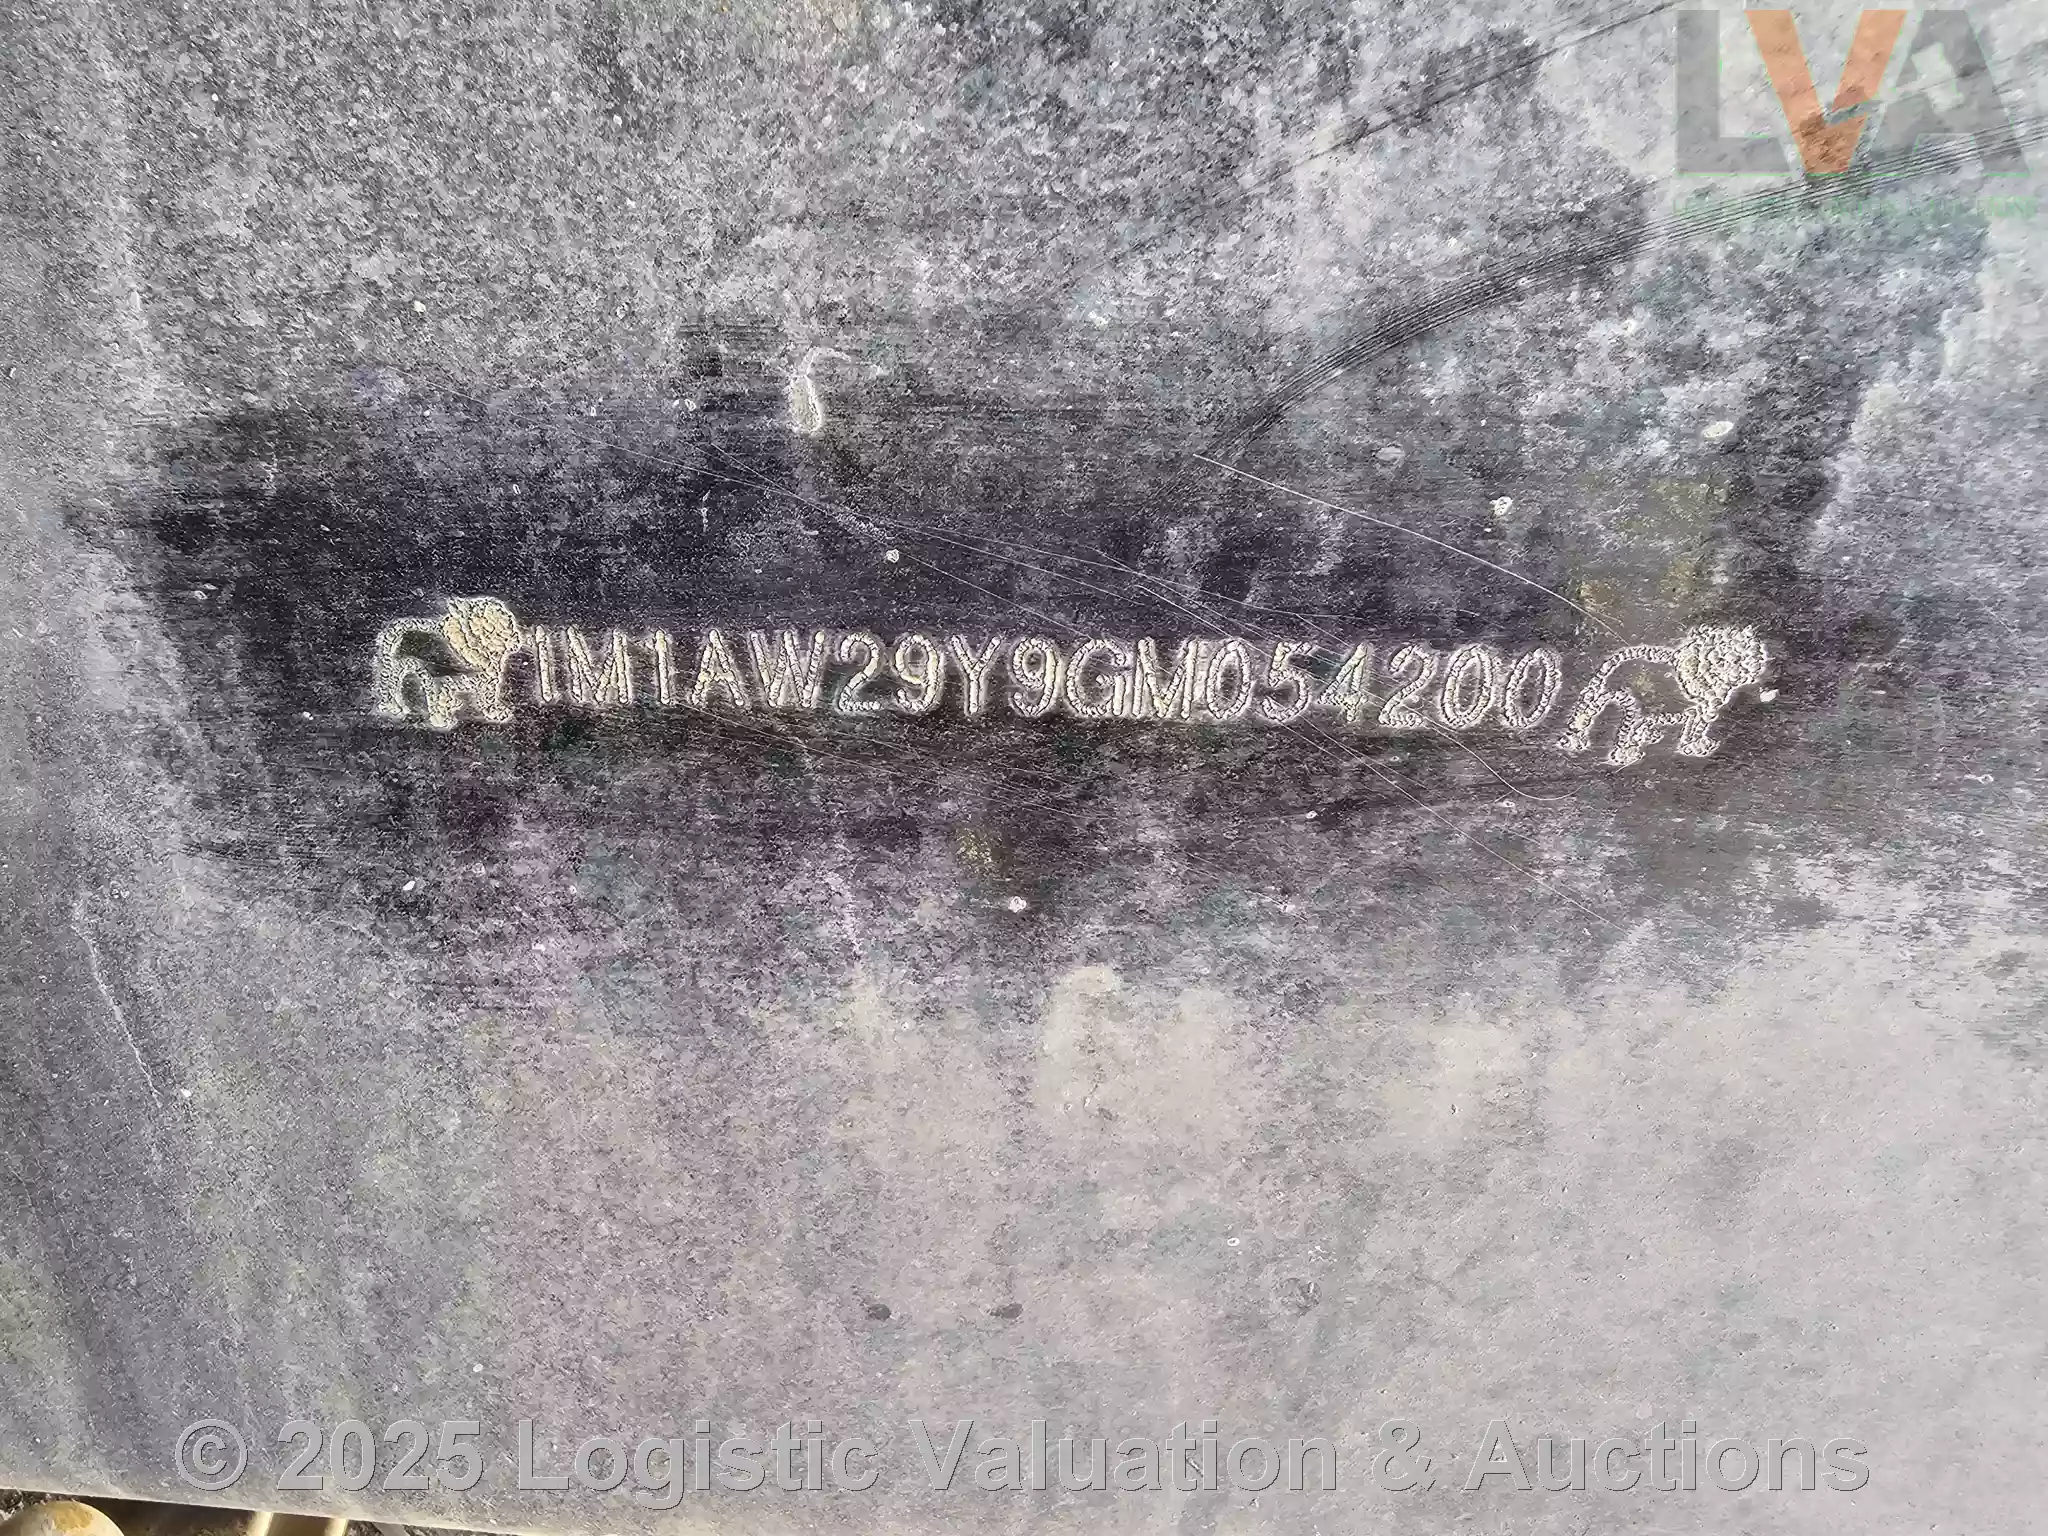 LVA
1M1AW29Y9GM054200
© 2025 Logistic Valuation & Auctions